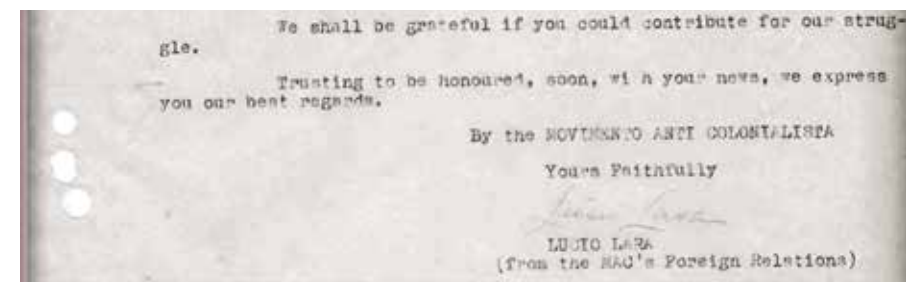 We shall be grateful if you could contribute for our strug-
gle.
Trusting to be honoured, soon, wi h your news, we express
you our best regards.
By the MOVIMENTO ANTI COLONIALISTA
Yours Faithfully
Lúcio Lara
LUCIO LARA
(from the MAC's Foreign Relations)